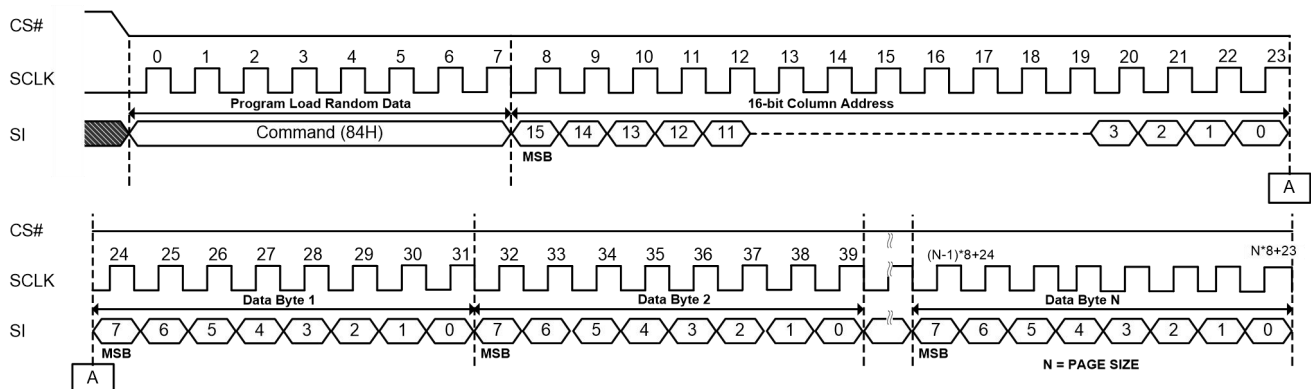 CS#
0 1 2 3 4 5 6 7 8 9 10 11 12 13 14 15 16 17 18 19 20 21 22 23
SCLK
Program Load Random Data 16-bit Column Address
SI Command (84H) 15 14 13 12 11 3 2 1 0
MSB
A
CS#
24 25 26 27 28 29 30 31 32 33 34 35 36 37 38 39 (N-1)*8+24 N*8+23
SCLK
Data Byte 1 Data Byte 2 Data Byte N
SI 7 6 5 4 3 2 1 0 7 6 5 4 3 2 1 0 7 6 5 4 3 2 1 0
MSB MSB MSB
N = PAGE SIZE
A